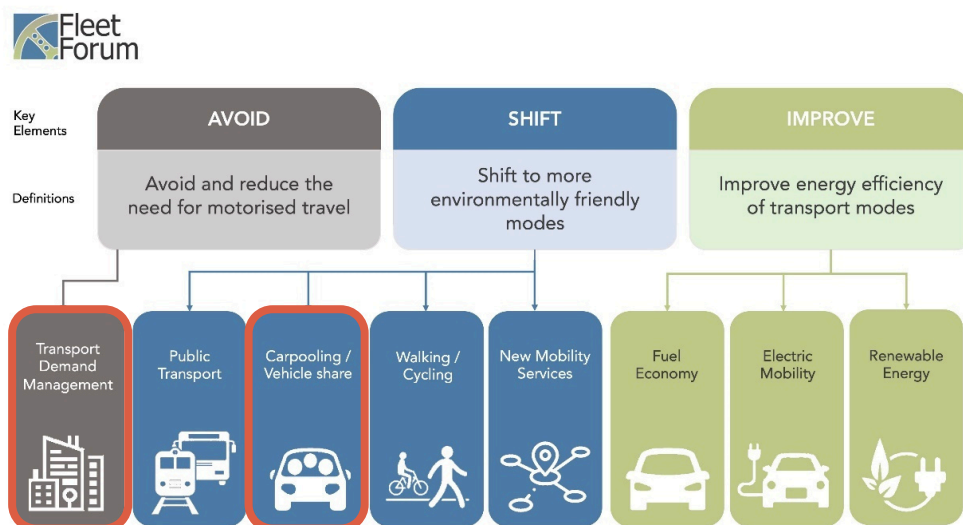 Fleet
Forum
Key
Elements
AVOID
SHIFT
IMPROVE
Definitions
Avoid and reduce the
need for motorised travel
Shift to more
environmentally friendly
modes
Improve energy efficiency
of transport modes
Transport
Demand
Management
Public
Transport
Carpooling /
Vehicle share
Walking /
Cycling
New Mobility
Services
Fuel
Economy
Electric
Mobility
Renewable
Energy